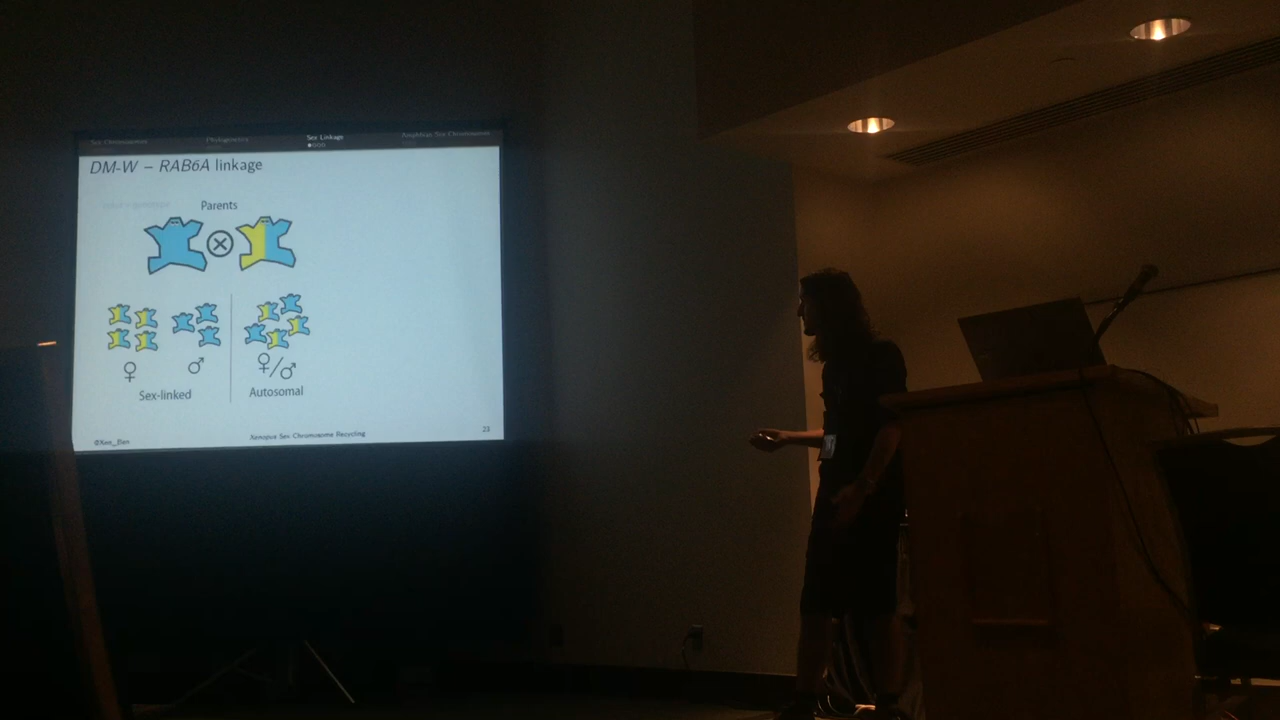 Sex Chromosomes Phylogenetics Sex Linkage Amphibian Sex Chromosomes
DM-W – RAB6A linkage
Parents
♀ ♂ ♀/♂
Sex-linked Autosomal
Xenopus Sex Chromosome Recycling 23